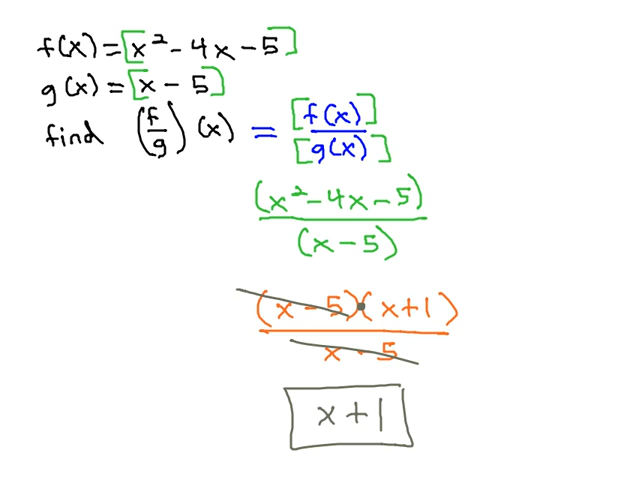 f(x) = [x² - 4x - 5]
g(x) = [x - 5]
find (f/g)(x) = [f(x)]/[g(x)]
(x² - 4x - 5)
(x - 5)
(x - 5)•(x + 1)
x - 5
x + 1